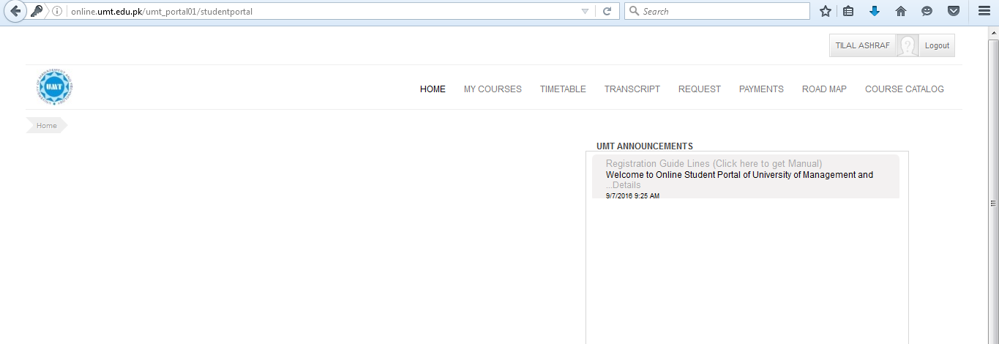 online.umt.edu.pk/umt_portal01/studentportal
Search
TILAL ASHRAF
Logout
UMT
HOME
MY COURSES
TIMETABLE
TRANSCRIPT
REQUEST
PAYMENTS
ROAD MAP
COURSE CATALOG
Home
UMT ANNOUNCEMENTS
Registration Guide Lines (Click here to get Manual)
Welcome to Online Student Portal of University of Management and
...Details
9/7/2016 9:25 AM